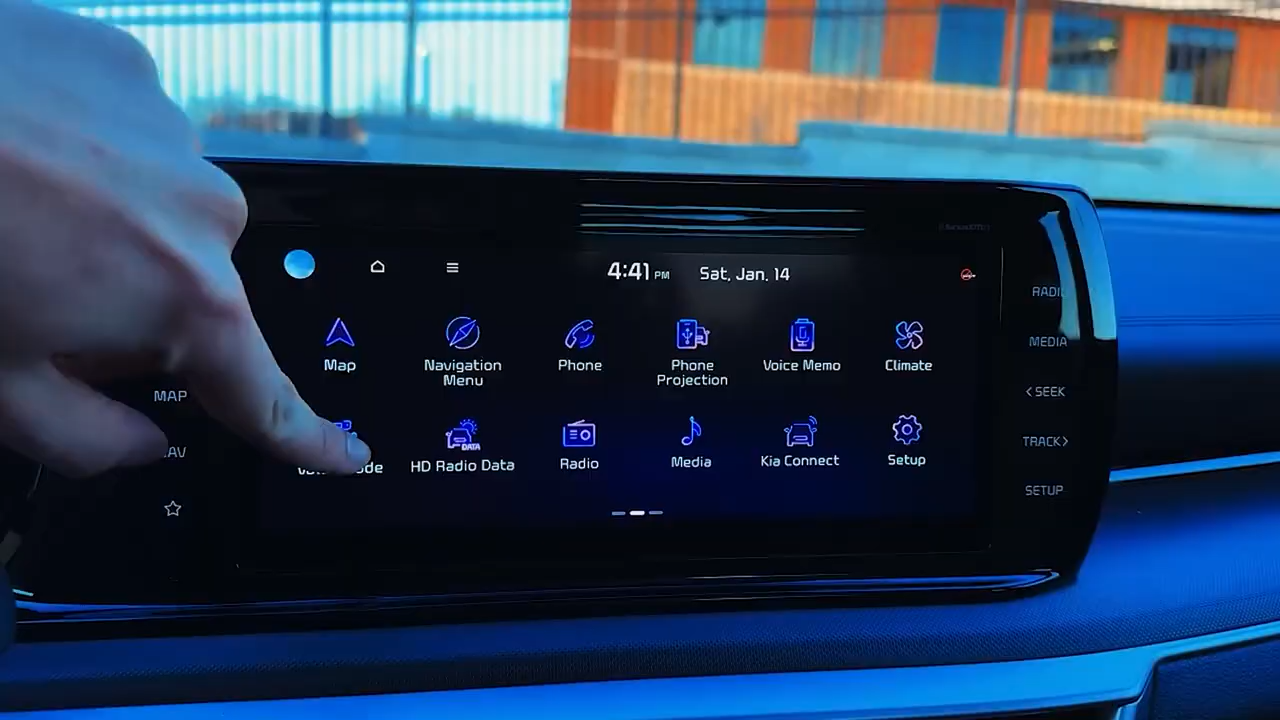 4:41 PM Sat, Jan. 14
RADIO
Map
Navigation
Menu
Phone
Phone
Projection
Voice Memo
Climate
MEDIA
MAP
< SEEK
HD Radio Data
DATA
Radio
Media
Kia Connect
Setup
TRACK >
SETUP